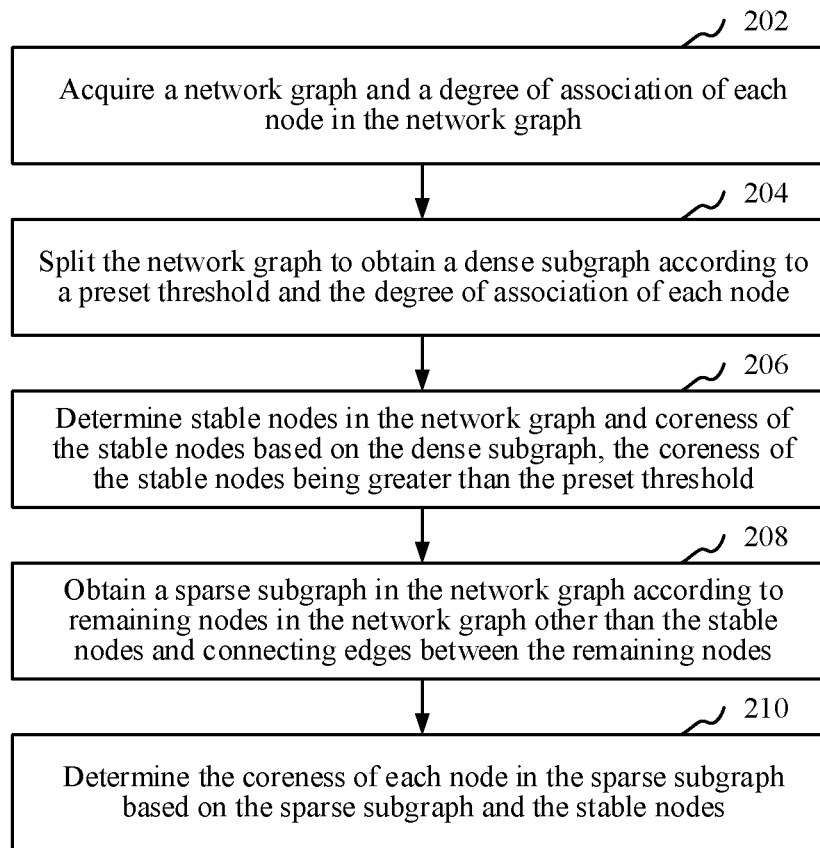 202
Acquire a network graph and a degree of association of each
node in the network graph
204
Split the network graph to obtain a dense subgraph according to
a preset threshold and the degree of association of each node
206
Determine stable nodes in the network graph and coreness of
the stable nodes based on the dense subgraph, the coreness of
the stable nodes being greater than the preset threshold
208
Obtain a sparse subgraph in the network graph according to
remaining nodes in the network graph other than the stable
nodes and connecting edges between the remaining nodes
210
Determine the coreness of each node in the sparse subgraph
based on the sparse subgraph and the stable nodes